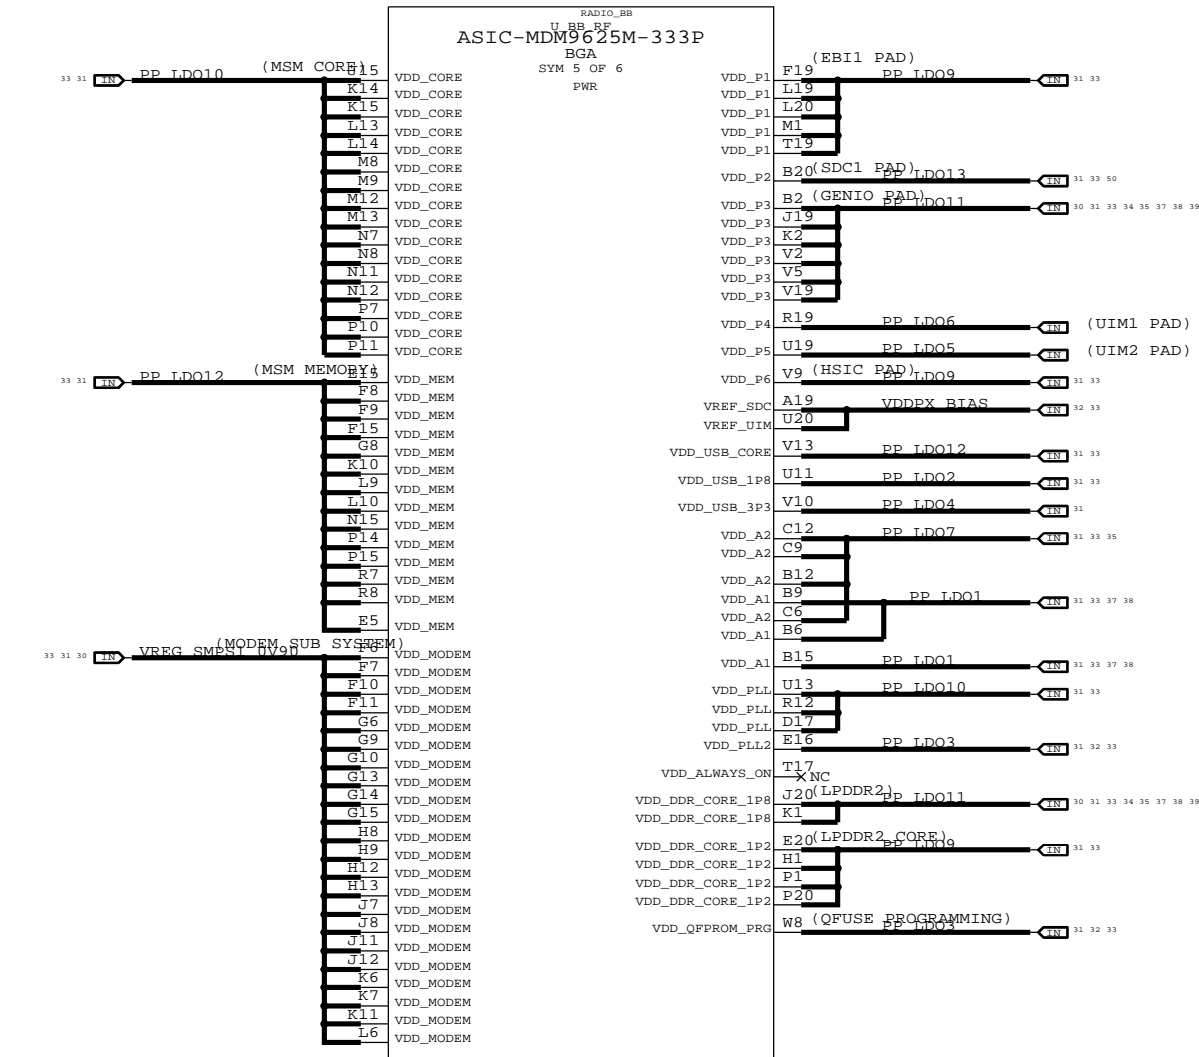 RADIO_BB
U_BB_RF
ASIC-MDM9625M-333P
BGA
SYM 5 OF 6
PWR
33 31 IN PP_LDO10 (MSM CORE) J15 VDD_CORE
K14 VDD_CORE
K15 VDD_CORE
L13 VDD_CORE
L14 VDD_CORE
M8 VDD_CORE
M9 VDD_CORE
M12 VDD_CORE
M13 VDD_CORE
N7 VDD_CORE
N8 VDD_CORE
N11 VDD_CORE
N12 VDD_CORE
P7 VDD_CORE
P10 VDD_CORE
P11 VDD_CORE
33 31 IN PP_LDO12 (MSM MEMORY) E15 VDD_MEM
F8 VDD_MEM
F9 VDD_MEM
F15 VDD_MEM
G8 VDD_MEM
K10 VDD_MEM
L9 VDD_MEM
L10 VDD_MEM
N15 VDD_MEM
P14 VDD_MEM
P15 VDD_MEM
R7 VDD_MEM
R8 VDD_MEM
E5 VDD_MEM
33 31 30 IN VREG_SMPS1_0V90 (MODEM SUB SYSTEM) F6 VDD_MODEM
F7 VDD_MODEM
F10 VDD_MODEM
F11 VDD_MODEM
G6 VDD_MODEM
G9 VDD_MODEM
G10 VDD_MODEM
G13 VDD_MODEM
G14 VDD_MODEM
G15 VDD_MODEM
H8 VDD_MODEM
H9 VDD_MODEM
H12 VDD_MODEM
H13 VDD_MODEM
J7 VDD_MODEM
J8 VDD_MODEM
J11 VDD_MODEM
J12 VDD_MODEM
K6 VDD_MODEM
K7 VDD_MODEM
K11 VDD_MODEM
L6 VDD_MODEM
VDD_P1 F19 (EBI1 PAD) PP_LDO9 IN 31 33
VDD_P1 L19
VDD_P1 L20
VDD_P1 M1
VDD_P1 T19
VDD_P2 B20 (SDC1 PAD) PP_LDO13 IN 31 33 50
VDD_P3 B2 (GENIO PAD) PP_LDO11 IN 30 31 33 34 35 37 38 39
VDD_P3 J19
VDD_P3 K2
VDD_P3 V2
VDD_P3 V5
VDD_P3 V19
VDD_P4 R19 PP_LDO6 IN (UIM1 PAD)
VDD_P5 U19 PP_LDO5 IN (UIM2 PAD)
VDD_P6 V9 (HSIC PAD) PP_LDO9 IN 31 33
VREF_SDC A19 VDDPX_BIAS IN 32 33
VREF_UIM U20
VDD_USB_CORE V13 PP_LDO12 IN 31 33
VDD_USB_1P8 U11 PP_LDO2 IN 31 33
VDD_USB_3P3 V10 PP_LDO4 IN 31
VDD_A2 C12 PP_LDO7 IN 31 33 35
VDD_A2 C9
VDD_A2 B12
VDD_A1 B9 PP_LDO1 IN 31 33 37 38
VDD_A2 C6
VDD_A1 B6
VDD_A1 B15 PP_LDO1 IN 31 33 37 38
VDD_PLL U13 PP_LDO10 IN 31 33
VDD_PLL R12
VDD_PLL D17
VDD_PLL2 E16 PP_LDO3 IN 31 32 33
VDD_ALWAYS_ON T17 NC
VDD_DDR_CORE_1P8 J20 (LPDDR2) PP_LDO11 IN 30 31 33 34 35 37 38 39
VDD_DDR_CORE_1P8 K1
VDD_DDR_CORE_1P2 E20 (LPDDR2 CORE) PP_LDO9 IN 31 33
VDD_DDR_CORE_1P2 H1
VDD_DDR_CORE_1P2 P1
VDD_DDR_CORE_1P2 P20
VDD_QFPROM_PRG W8 (QFUSE PROGRAMMING) PP_LDO3 IN 31 32 33